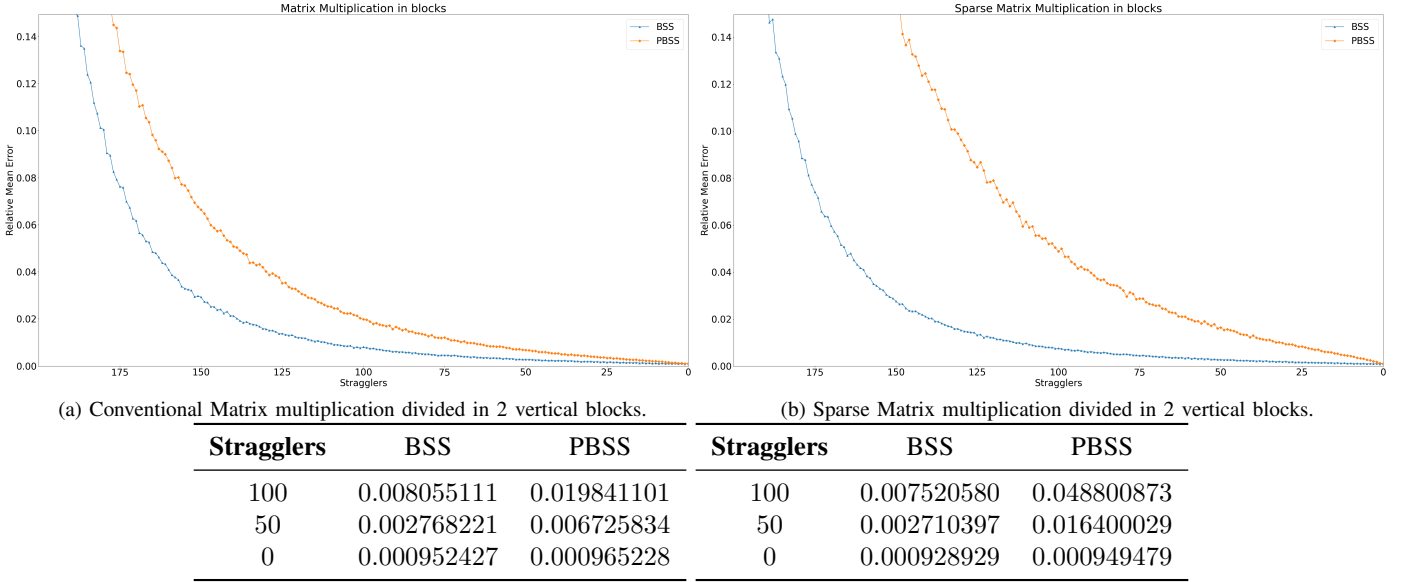 Matrix Multiplication in blocks
BSS
PBSS
Relative Mean Error
0.14
0.12
0.10
0.08
0.06
0.04
0.02
0.00
175 150 125 100 75 50 25 0
Stragglers
(a) Conventional Matrix multiplication divided in 2 vertical blocks.
Sparse Matrix Multiplication in blocks
BSS
PBSS
Relative Mean Error
0.14
0.12
0.10
0.08
0.06
0.04
0.02
0.00
175 150 125 100 75 50 25 0
Stragglers
(b) Sparse Matrix multiplication divided in 2 vertical blocks.
Stragglers BSS PBSS
100 0.008055111 0.019841101
50 0.002768221 0.006725834
0 0.000952427 0.000965228
Stragglers BSS PBSS
100 0.007520580 0.048800873
50 0.002710397 0.016400029
0 0.000928929 0.000949479